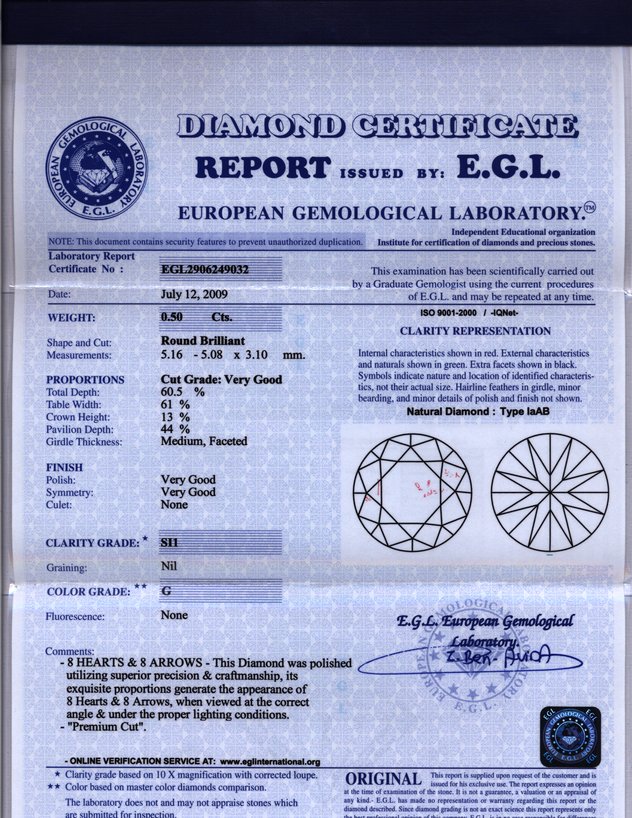 EUROPEAN GEMOLOGICAL LABORATORY
E.G.L.
DIAMOND CERTIFICATE
REPORT ISSUED BY: E.G.L.
EUROPEAN GEMOLOGICAL LABORATORY.™
Independent Educational organization
NOTE: This document contains security features to prevent unauthorized duplication.
Institute for certification of diamonds and precious stones.
Laboratory Report
Certificate No : EGL2906249032
Date: July 12, 2009
WEIGHT: 0.50 Cts.
Shape and Cut: Round Brilliant
Measurements: 5.16 - 5.08 x 3.10 mm.
PROPORTIONS Cut Grade: Very Good
Total Depth: 60.5 %
Table Width: 61 %
Crown Height: 13 %
Pavilion Depth: 44 %
Girdle Thickness: Medium, Faceted
FINISH
Polish: Very Good
Symmetry: Very Good
Culet: None
CLARITY GRADE: * SI1
Graining: Nil
COLOR GRADE: ** G
Fluorescence: None
Comments:
- 8 HEARTS & 8 ARROWS - This Diamond was polished
utilizing superior precision & craftmanship, its
exquisite proportions generate the appearance of
8 Hearts & 8 Arrows, when viewed at the correct
angle & under the proper lighting conditions.
- "Premium Cut".
- ONLINE VERIFICATION SERVICE AT: www.eglinternational.org
* Clarity grade based on 10 X magnification with corrected loupe.
** Color based on master color diamonds comparison.
The laboratory does not and may not appraise stones which
are submitted for inspection.
This examination has been scientifically carried out
by a Graduate Gemologist using the current procedures
of E.G.L. and may be repeated at any time.
ISO 9001-2000 / -IQNet-
CLARITY REPRESENTATION
Internal characteristics shown in red. External characteristics
and naturals shown in green. Extra facets shown in black.
Symbols indicate nature and location of identified characteris-
tics, not their actual size. Hairline feathers in girdle, minor
bearding, and minor details of polish and finish not shown.
Natural Diamond : Type IaAB
E.G.L. European Gemological
Laboratory.
Z. Ben-Avida
E.G.L.
EGL
EGL
EUROPEAN GEMOLOGICAL LABORATORY
EGL
EGL
ORIGINAL This report is supplied upon request of the customer and is
issued for his exclusive use. The report expresses an opinion
at the time of examination of the stone. It is not a guarantee, a valuation or an appraisal of
any kind.- E.G.L. has made no representation or warranty regarding this report or the
diamond described. Since diamond grading is not an exact science this report represents only